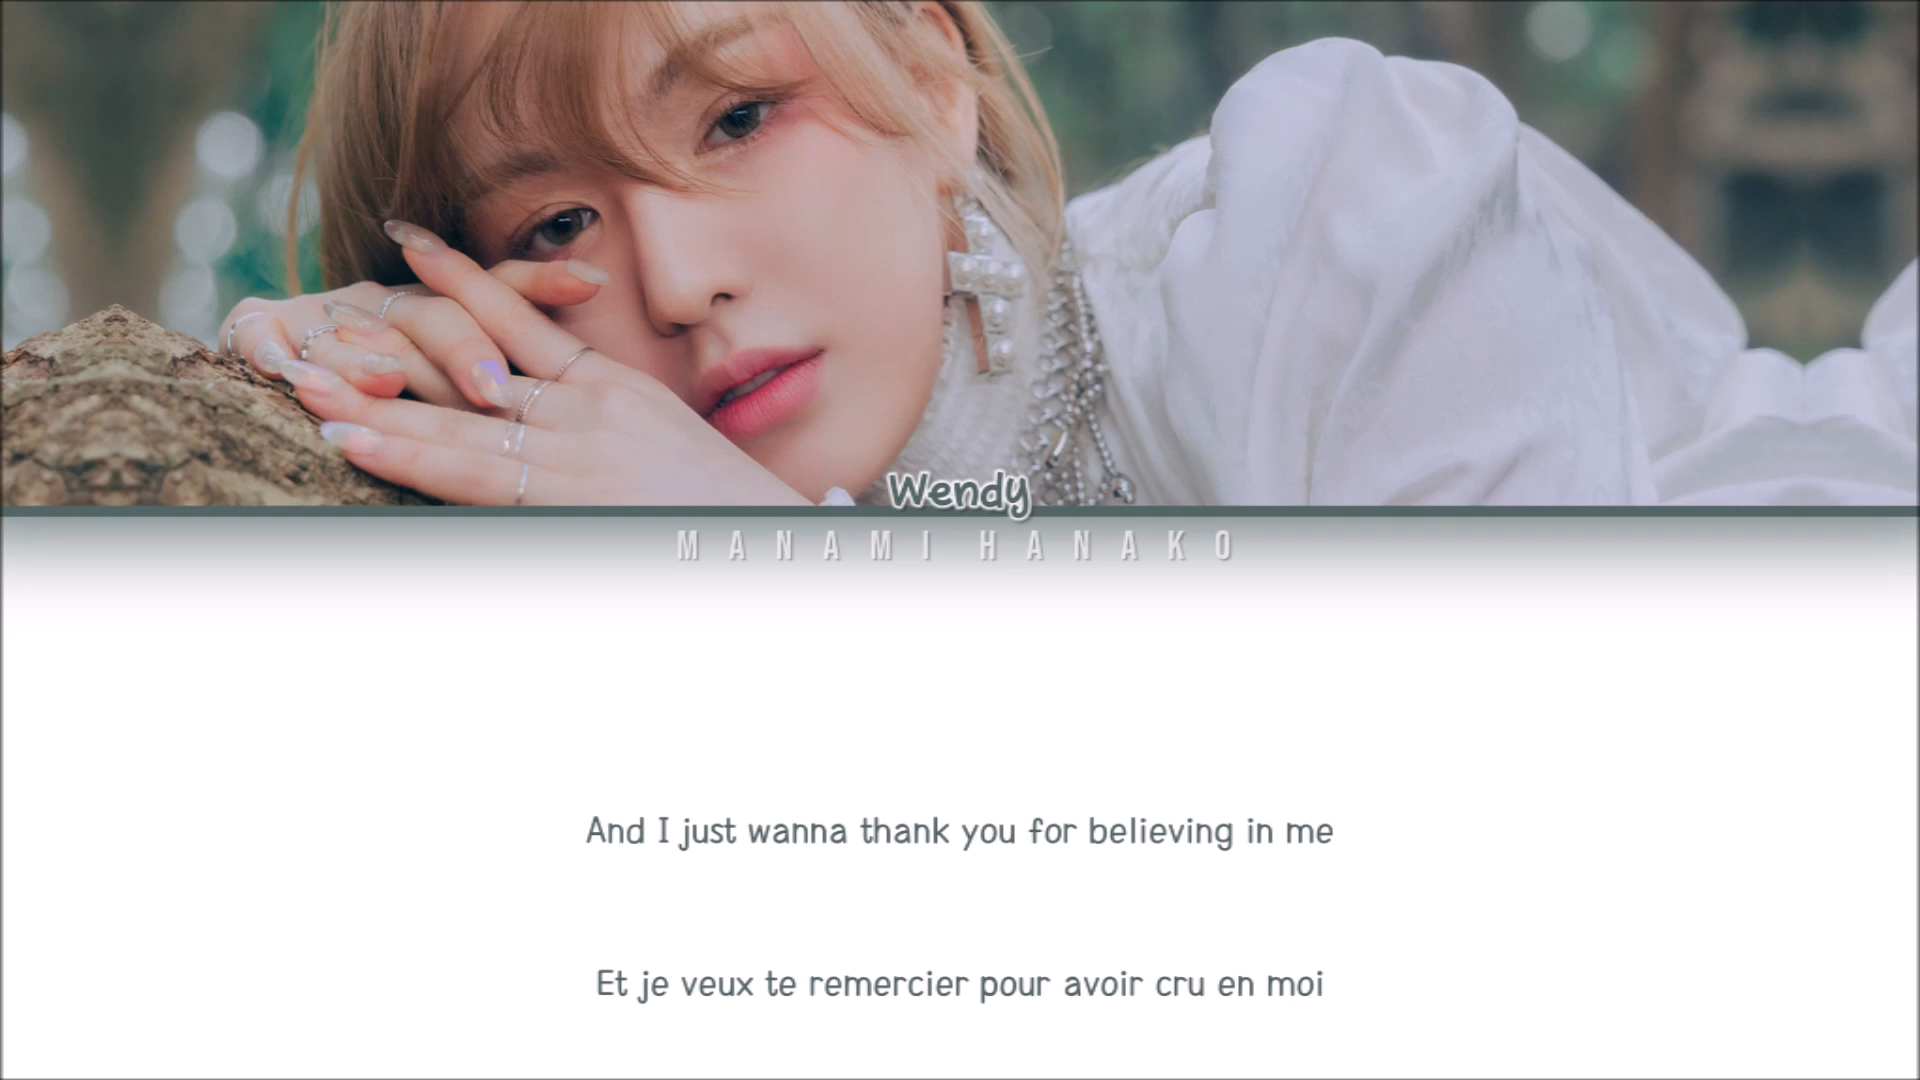 Wendy
MANAMI HANAKO
And I just wanna thank you for believing in me
Et je veux te remercier pour avoir cru en moi